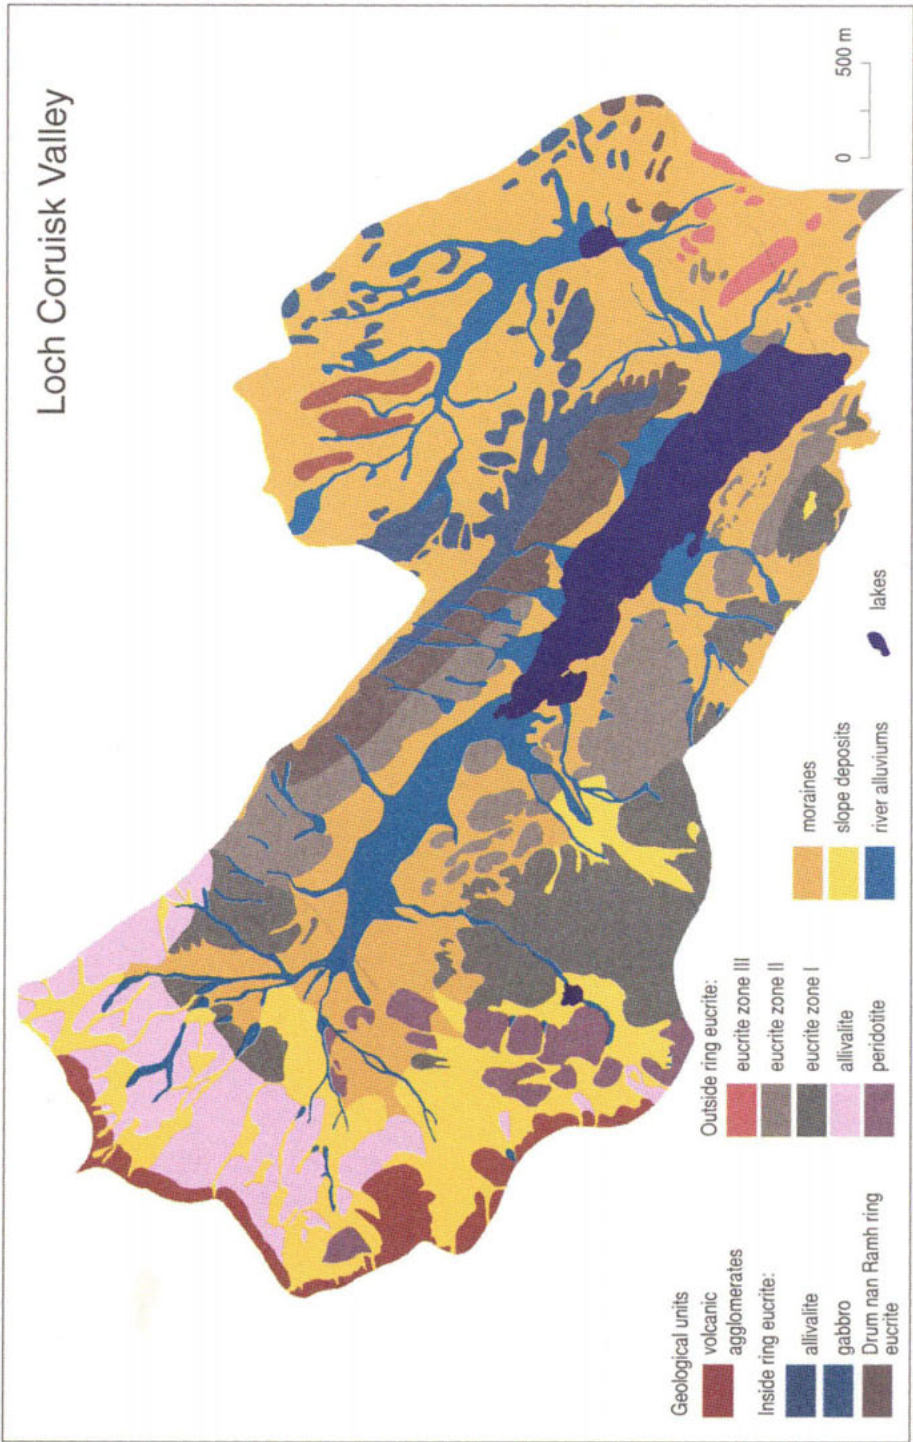 Loch Coruisk Valley
0
500 m
Geological units
volcanic
agglomerates
Inside ring eucrite:
allivalite
gabbro
Drum nan Ramh ring
eucrite
Outside ring eucrite:
eucrite zone III
eucrite zone II
eucrite zone I
allivalite
peridotite
moraines
slope deposits
river alluviums
lakes